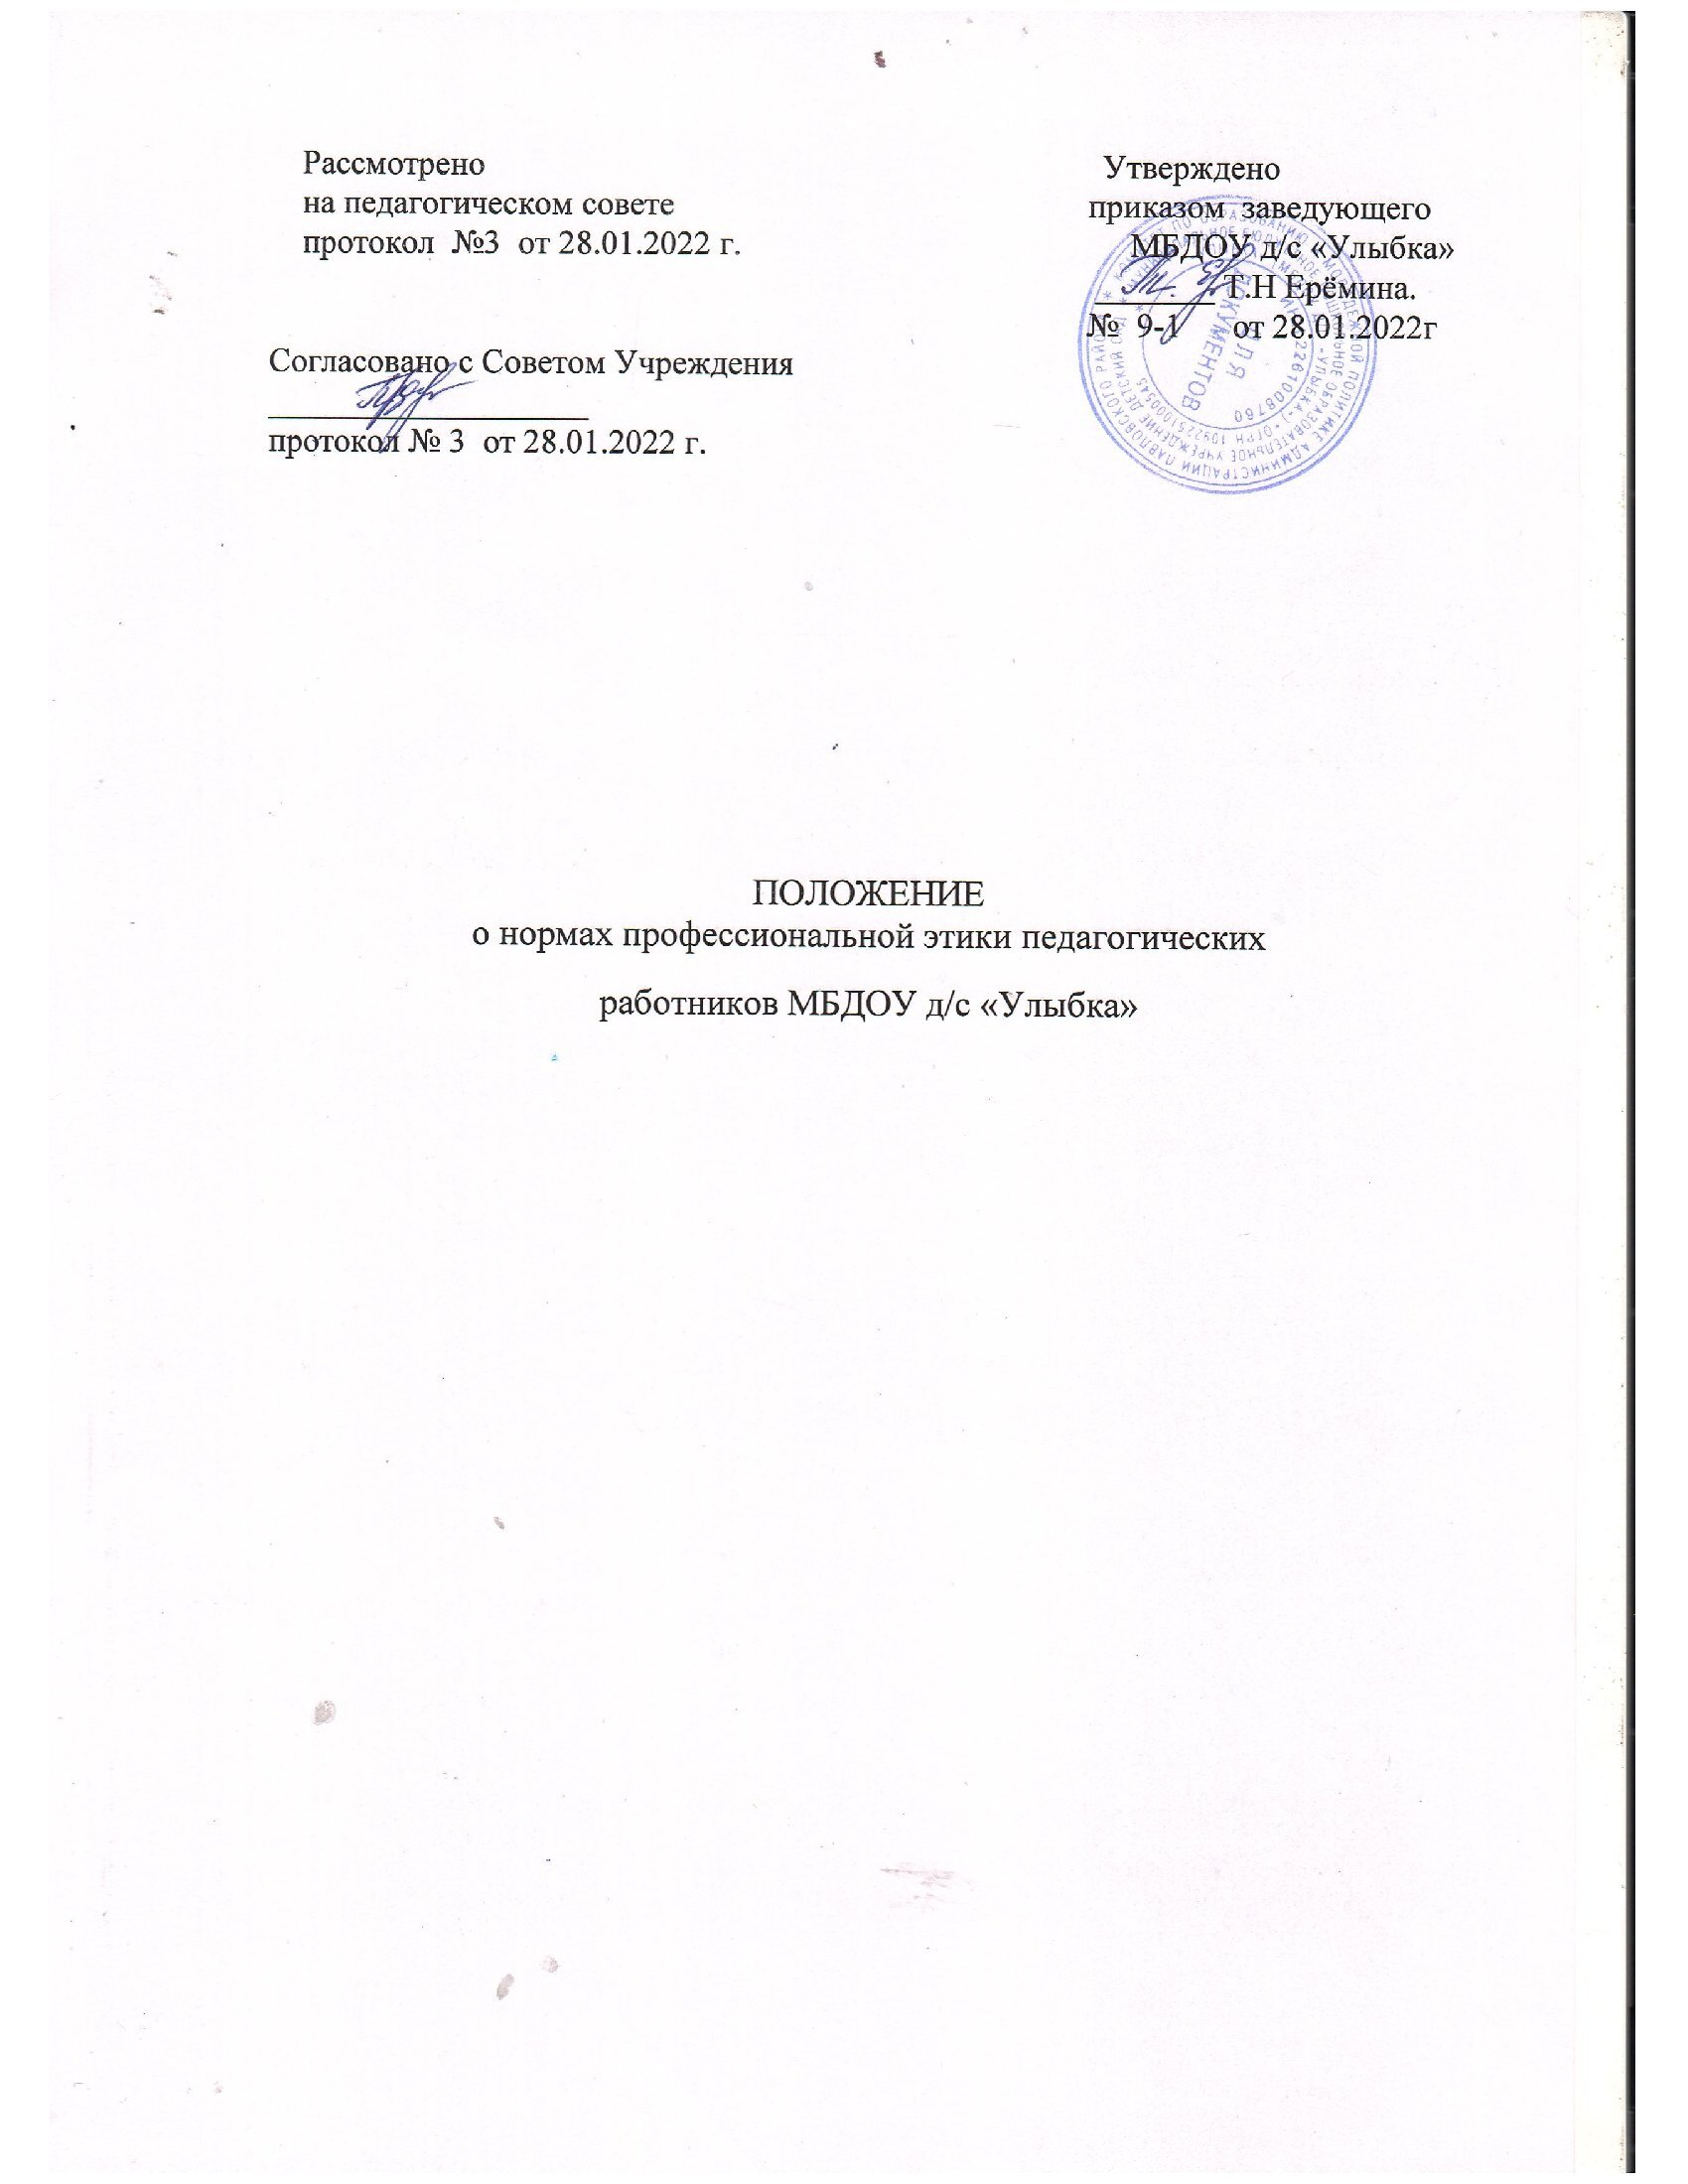 Рассмотрено
на педагогическом совете
протокол №3 от 28.01.2022 г.
Согласовано с Советом Учреждения
протокол № 3 от 28.01.2022 г.
Утверждено
приказом заведующего
МБДОУ д/с «Улыбка»
Т.Н Ерёмина.
№ 9-1 от 28.01.2022г
ДЛЯ
ДОКУМЕНТОВ
ПОЛОЖЕНИЕ
о нормах профессиональной этики педагогических
работников МБДОУ д/с «Улыбка»